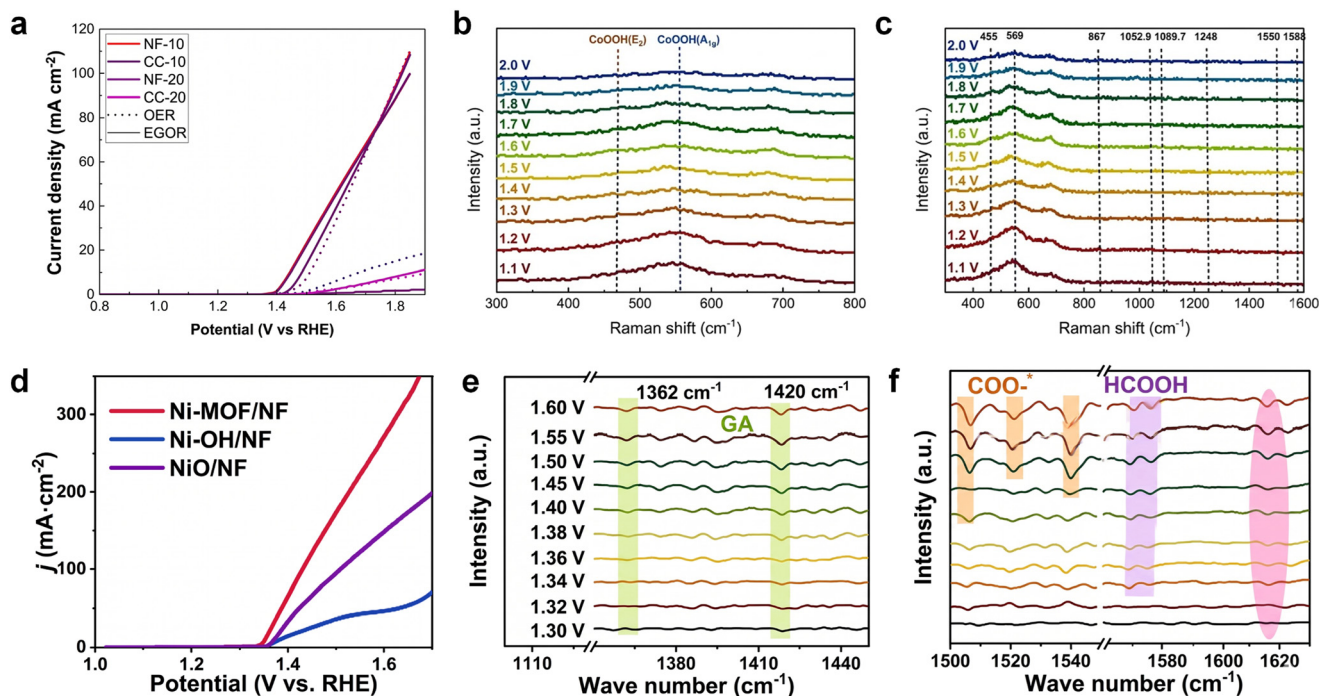 a
Current density (mA cm⁻²)
120
100
80
60
40
20
0
NF-10
CC-10
NF-20
CC-20
OER
EGOR
0.8 1.0 1.2 1.4 1.6 1.8
Potential (V vs RHE)
b
CoOOH(E₂) CoOOH(A₁g)
Intensity (a.u.)
2.0 V
1.9 V
1.8 V
1.7 V
1.6 V
1.5 V
1.4 V
1.3 V
1.2 V
1.1 V
300 400 500 600 700 800
Raman shift (cm⁻¹)
c
455 569 867 1052.9 1089.7 1248 1550 1588
Intensity (a.u.)
2.0 V
1.9 V
1.8 V
1.7 V
1.6 V
1.5 V
1.4 V
1.3 V
1.2 V
1.1 V
400 600 800 1000 1200 1400 1600
Raman shift (cm⁻¹)
d
j (mA·cm⁻²)
300
200
100
0
Ni-MOF/NF
Ni-OH/NF
NiO/NF
1.0 1.2 1.4 1.6
Potential (V vs. RHE)
e
1362 cm⁻¹ 1420 cm⁻¹
GA
Intensity (a.u.)
1.60 V
1.55 V
1.50 V
1.45 V
1.40 V
1.38 V
1.36 V
1.34 V
1.32 V
1.30 V
1110 1380 1410 1440
Wave number (cm⁻¹)
f
COO-* HCOOH
Intensity (a.u.)
1500 1520 1540 1580 1600 1620
Wave number (cm⁻¹)